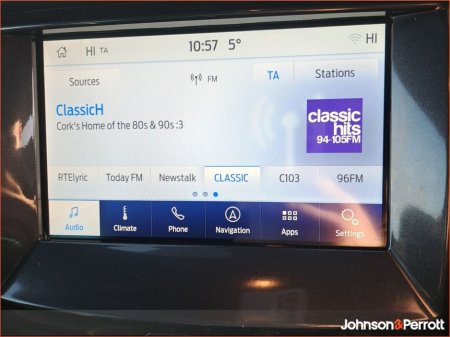 HI TA 10:57 5° HI
Sources FM TA Stations
ClassicH
Cork's Home of the 80s & 90s :3
classic
hits
94-105FM
RTElyric Today FM Newstalk CLASSIC C103 96FM
Audio Climate Phone Navigation Apps Settings
Johnson&Perrott